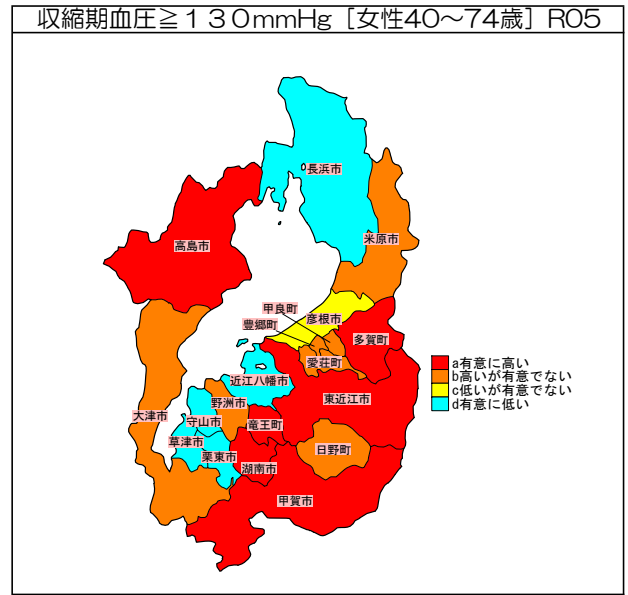 収縮期血圧≧130mmHg［女性40～74歳］R05
長浜市
米原市
高島市
甲良町
彦根市
豊郷町
多賀町
愛荘町
a有意に高い
b高いが有意でない
c低いが有意でない
d有意に低い
近江八幡市
東近江市
野洲市
大津市
守山市
竜王町
草津市
日野町
栗東市
湖南市
甲賀市